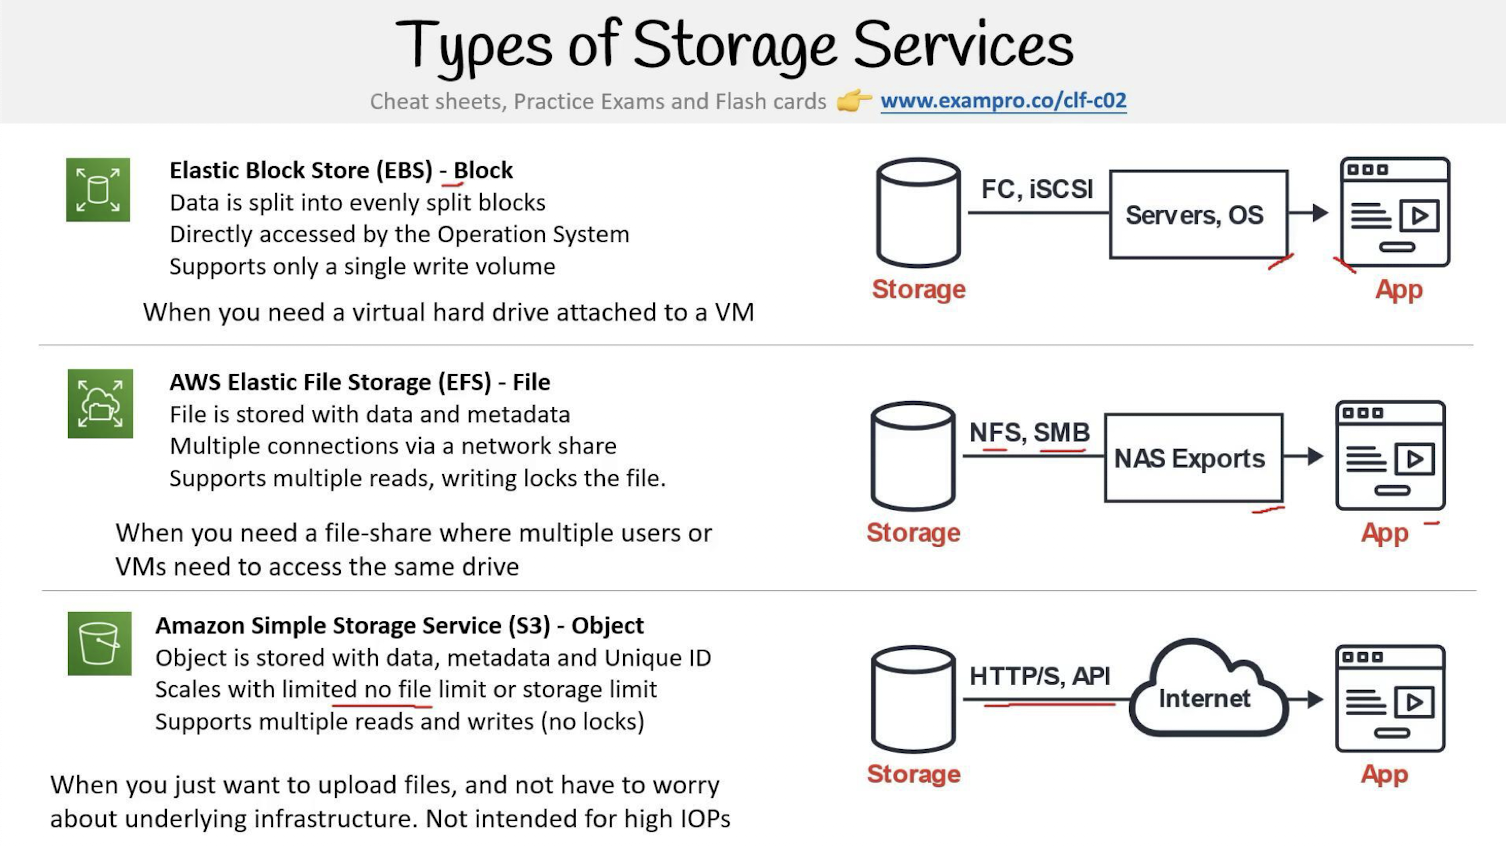 Types of Storage Services
Cheat sheets, Practice Exams and Flash cards 👉 www.exampro.co/clf-c02
Elastic Block Store (EBS) - Block
Data is split into evenly split blocks
Directly accessed by the Operation System
Supports only a single write volume
When you need a virtual hard drive attached to a VM
FC, iSCSI
Servers, OS
Storage
App
AWS Elastic File Storage (EFS) - File
File is stored with data and metadata
Multiple connections via a network share
Supports multiple reads, writing locks the file.
When you need a file-share where multiple users or
VMs need to access the same drive
NFS, SMB
NAS Exports
Storage
App
Amazon Simple Storage Service (S3) - Object
Object is stored with data, metadata and Unique ID
Scales with limited no file limit or storage limit
Supports multiple reads and writes (no locks)
When you just want to upload files, and not have to worry
about underlying infrastructure. Not intended for high IOPs
HTTP/S, API
Internet
Storage
App